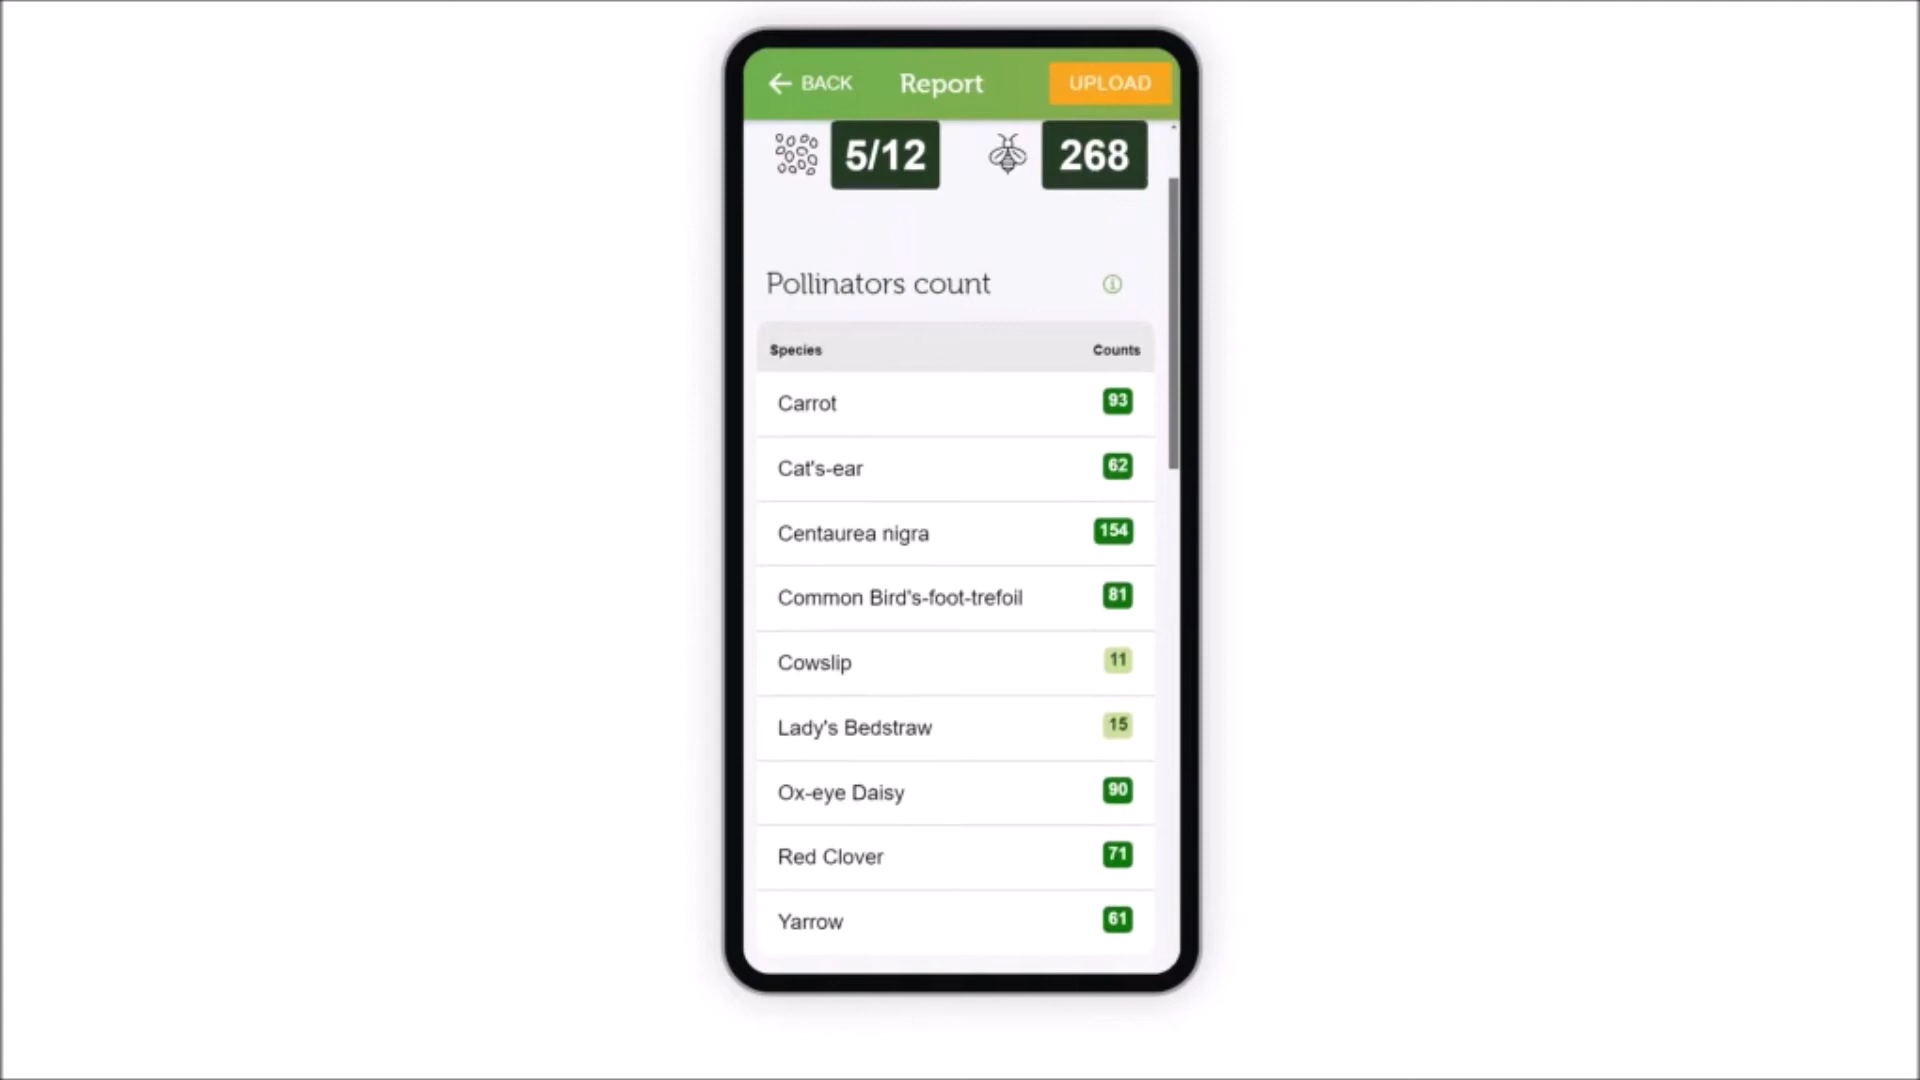 BACK Report UPLOAD
5/12 268
Pollinators count
Species Counts
Carrot 93
Cat's-ear 62
Centaurea nigra 154
Common Bird's-foot-trefoil 81
Cowslip 11
Lady's Bedstraw 15
Ox-eye Daisy 90
Red Clover 71
Yarrow 61